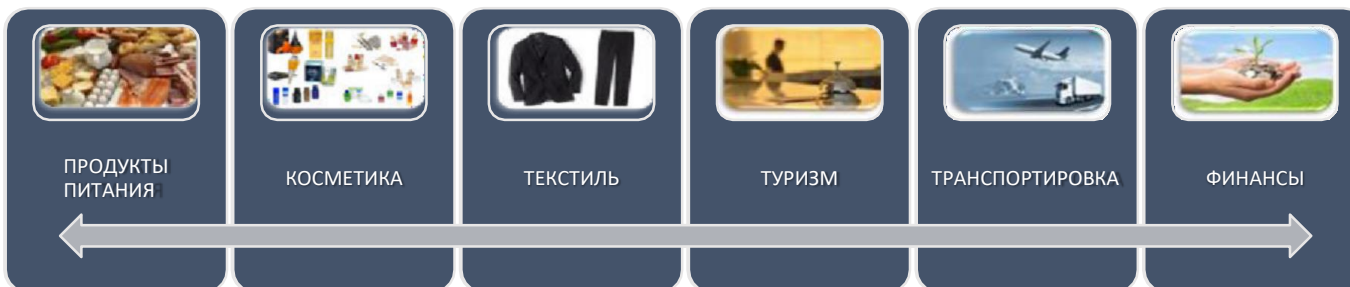 ПРОДУКТЫ
ПИТАНИЯ
КОСМЕТИКА
ТЕКСТИЛЬ
ТУРИЗМ
ТРАНСПОРТИРОВКА
ФИНАНСЫ